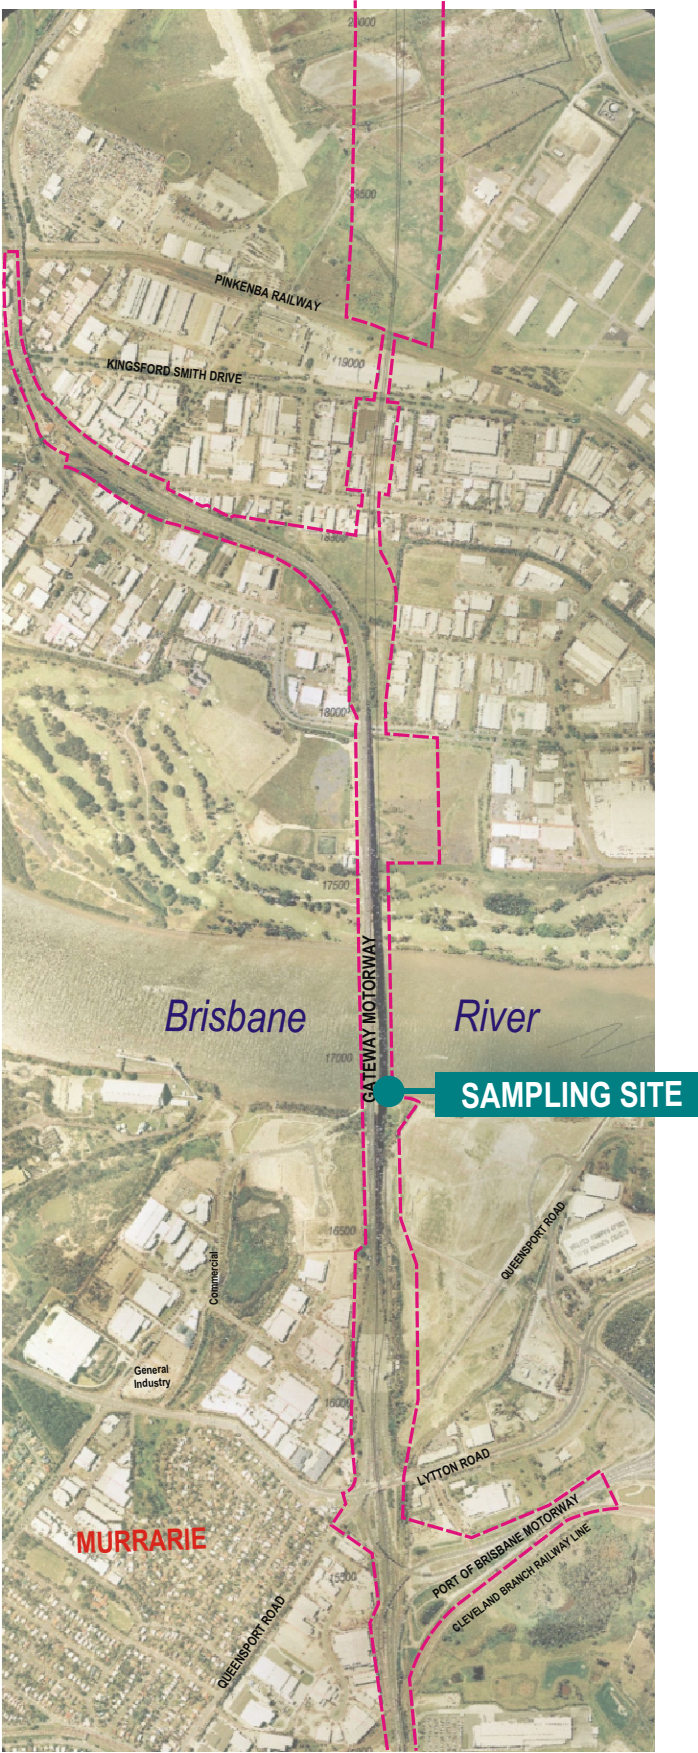 20000
19500
PINKENBA RAILWAY
19000
KINGSFORD SMITH DRIVE
18500
18000
17500
GATEWAY MOTORWAY
Brisbane River
17000
SAMPLING SITE
16500
QUEENSPORT ROAD
Commercial
General
Industry
16000
LYTTON ROAD
MURRARIE
PORT OF BRISBANE MOTORWAY
CLEVELAND BRANCH RAILWAY LINE
15500
QUEENSPORT ROAD